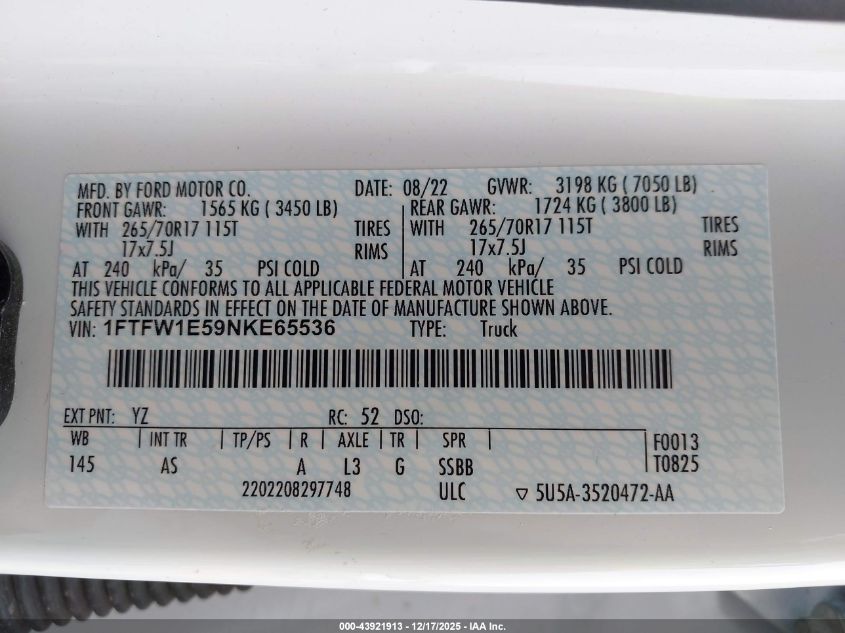 MFD. BY FORD MOTOR CO. DATE: 08/22 GVWR: 3198 KG ( 7050 LB)
FRONT GAWR: 1565 KG ( 3450 LB) REAR GAWR: 1724 KG ( 3800 LB)
WITH 265/70R17 115T TIRES WITH 265/70R17 115T TIRES
17x7.5J RIMS 17x7.5J RIMS
AT 240 kPa/ 35 PSI COLD AT 240 kPa/ 35 PSI COLD
THIS VEHICLE CONFORMS TO ALL APPLICABLE FEDERAL MOTOR VEHICLE
SAFETY STANDARDS IN EFFECT ON THE DATE OF MANUFACTURE SHOWN ABOVE.
VIN: 1FTFW1E59NKE65536 TYPE: Truck
EXT PNT: YZ RC: 52 DSO:
WB INT TR TP/PS R AXLE TR SPR F0013
145 AS A L3 G SSBB T0825
2202208297748 ULC ▽ 5U5A-3520472-AA
000-43921913 - 12/17/2025 - IAA Inc.